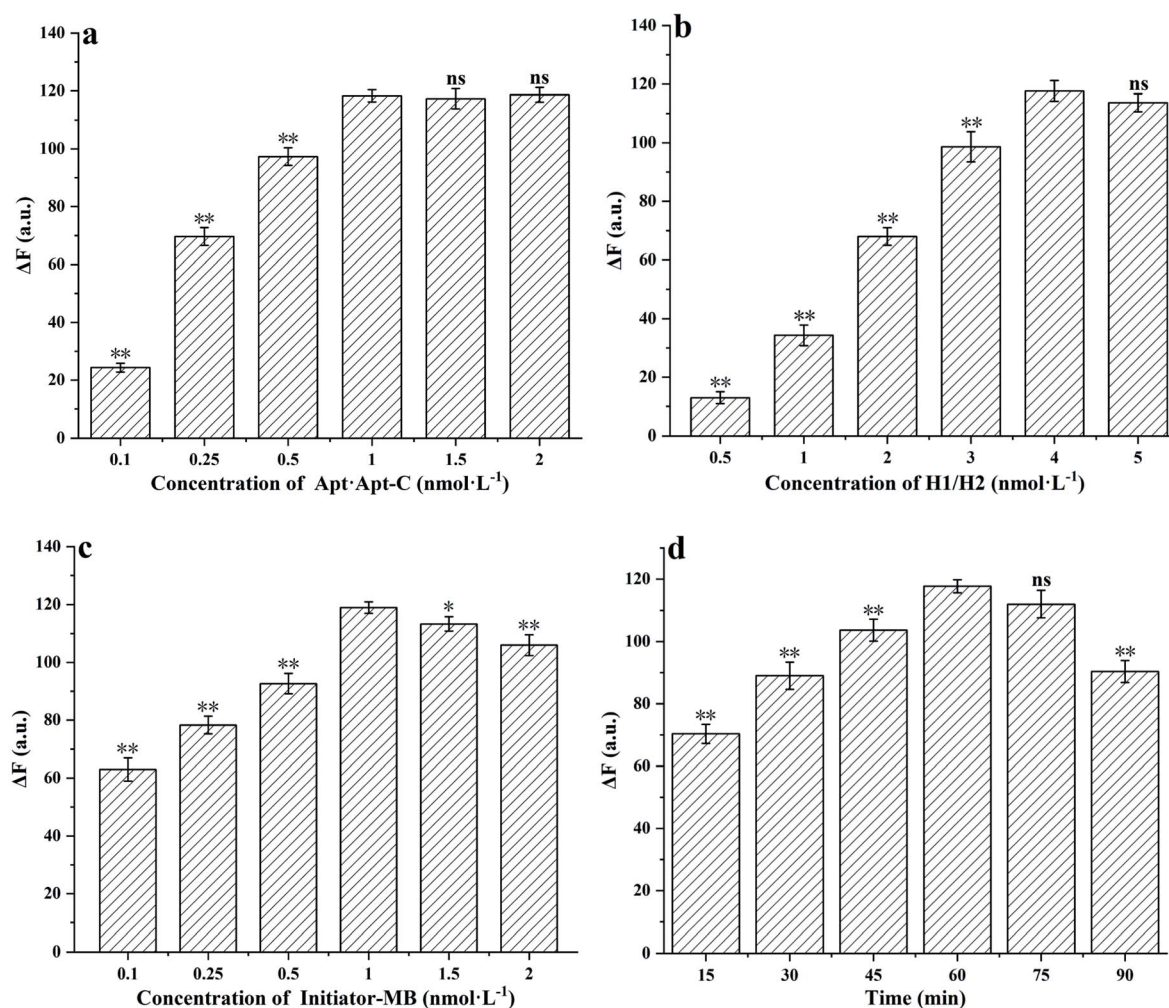 a
140
120
100
80
60
40
20
0
ΔF (a.u.)
**
**
**
ns
ns
0.1 0.25 0.5 1 1.5 2
Concentration of Apt·Apt-C (nmol·L⁻¹)
b
140
120
100
80
60
40
20
0
ΔF (a.u.)
**
**
**
**
ns
0.5 1 2 3 4 5
Concentration of H1/H2 (nmol·L⁻¹)
c
140
120
100
80
60
40
20
0
ΔF (a.u.)
**
**
**
*
**
0.1 0.25 0.5 1 1.5 2
Concentration of Initiator-MB (nmol·L⁻¹)
d
120
100
80
60
40
20
0
ΔF (a.u.)
**
**
**
ns
**
15 30 45 60 75 90
Time (min)